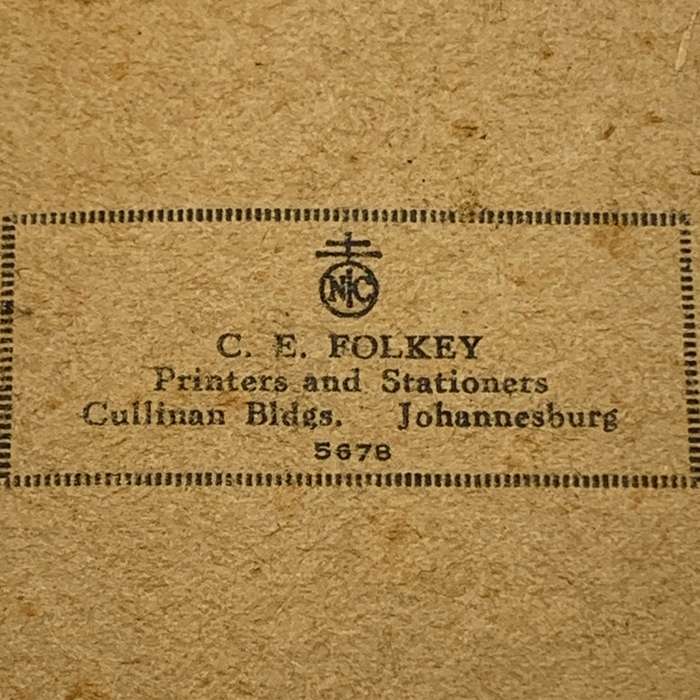 NIC
C. E. FOLKEY
Printers and Stationers
Cullinan Bldgs. Johannesburg
5678